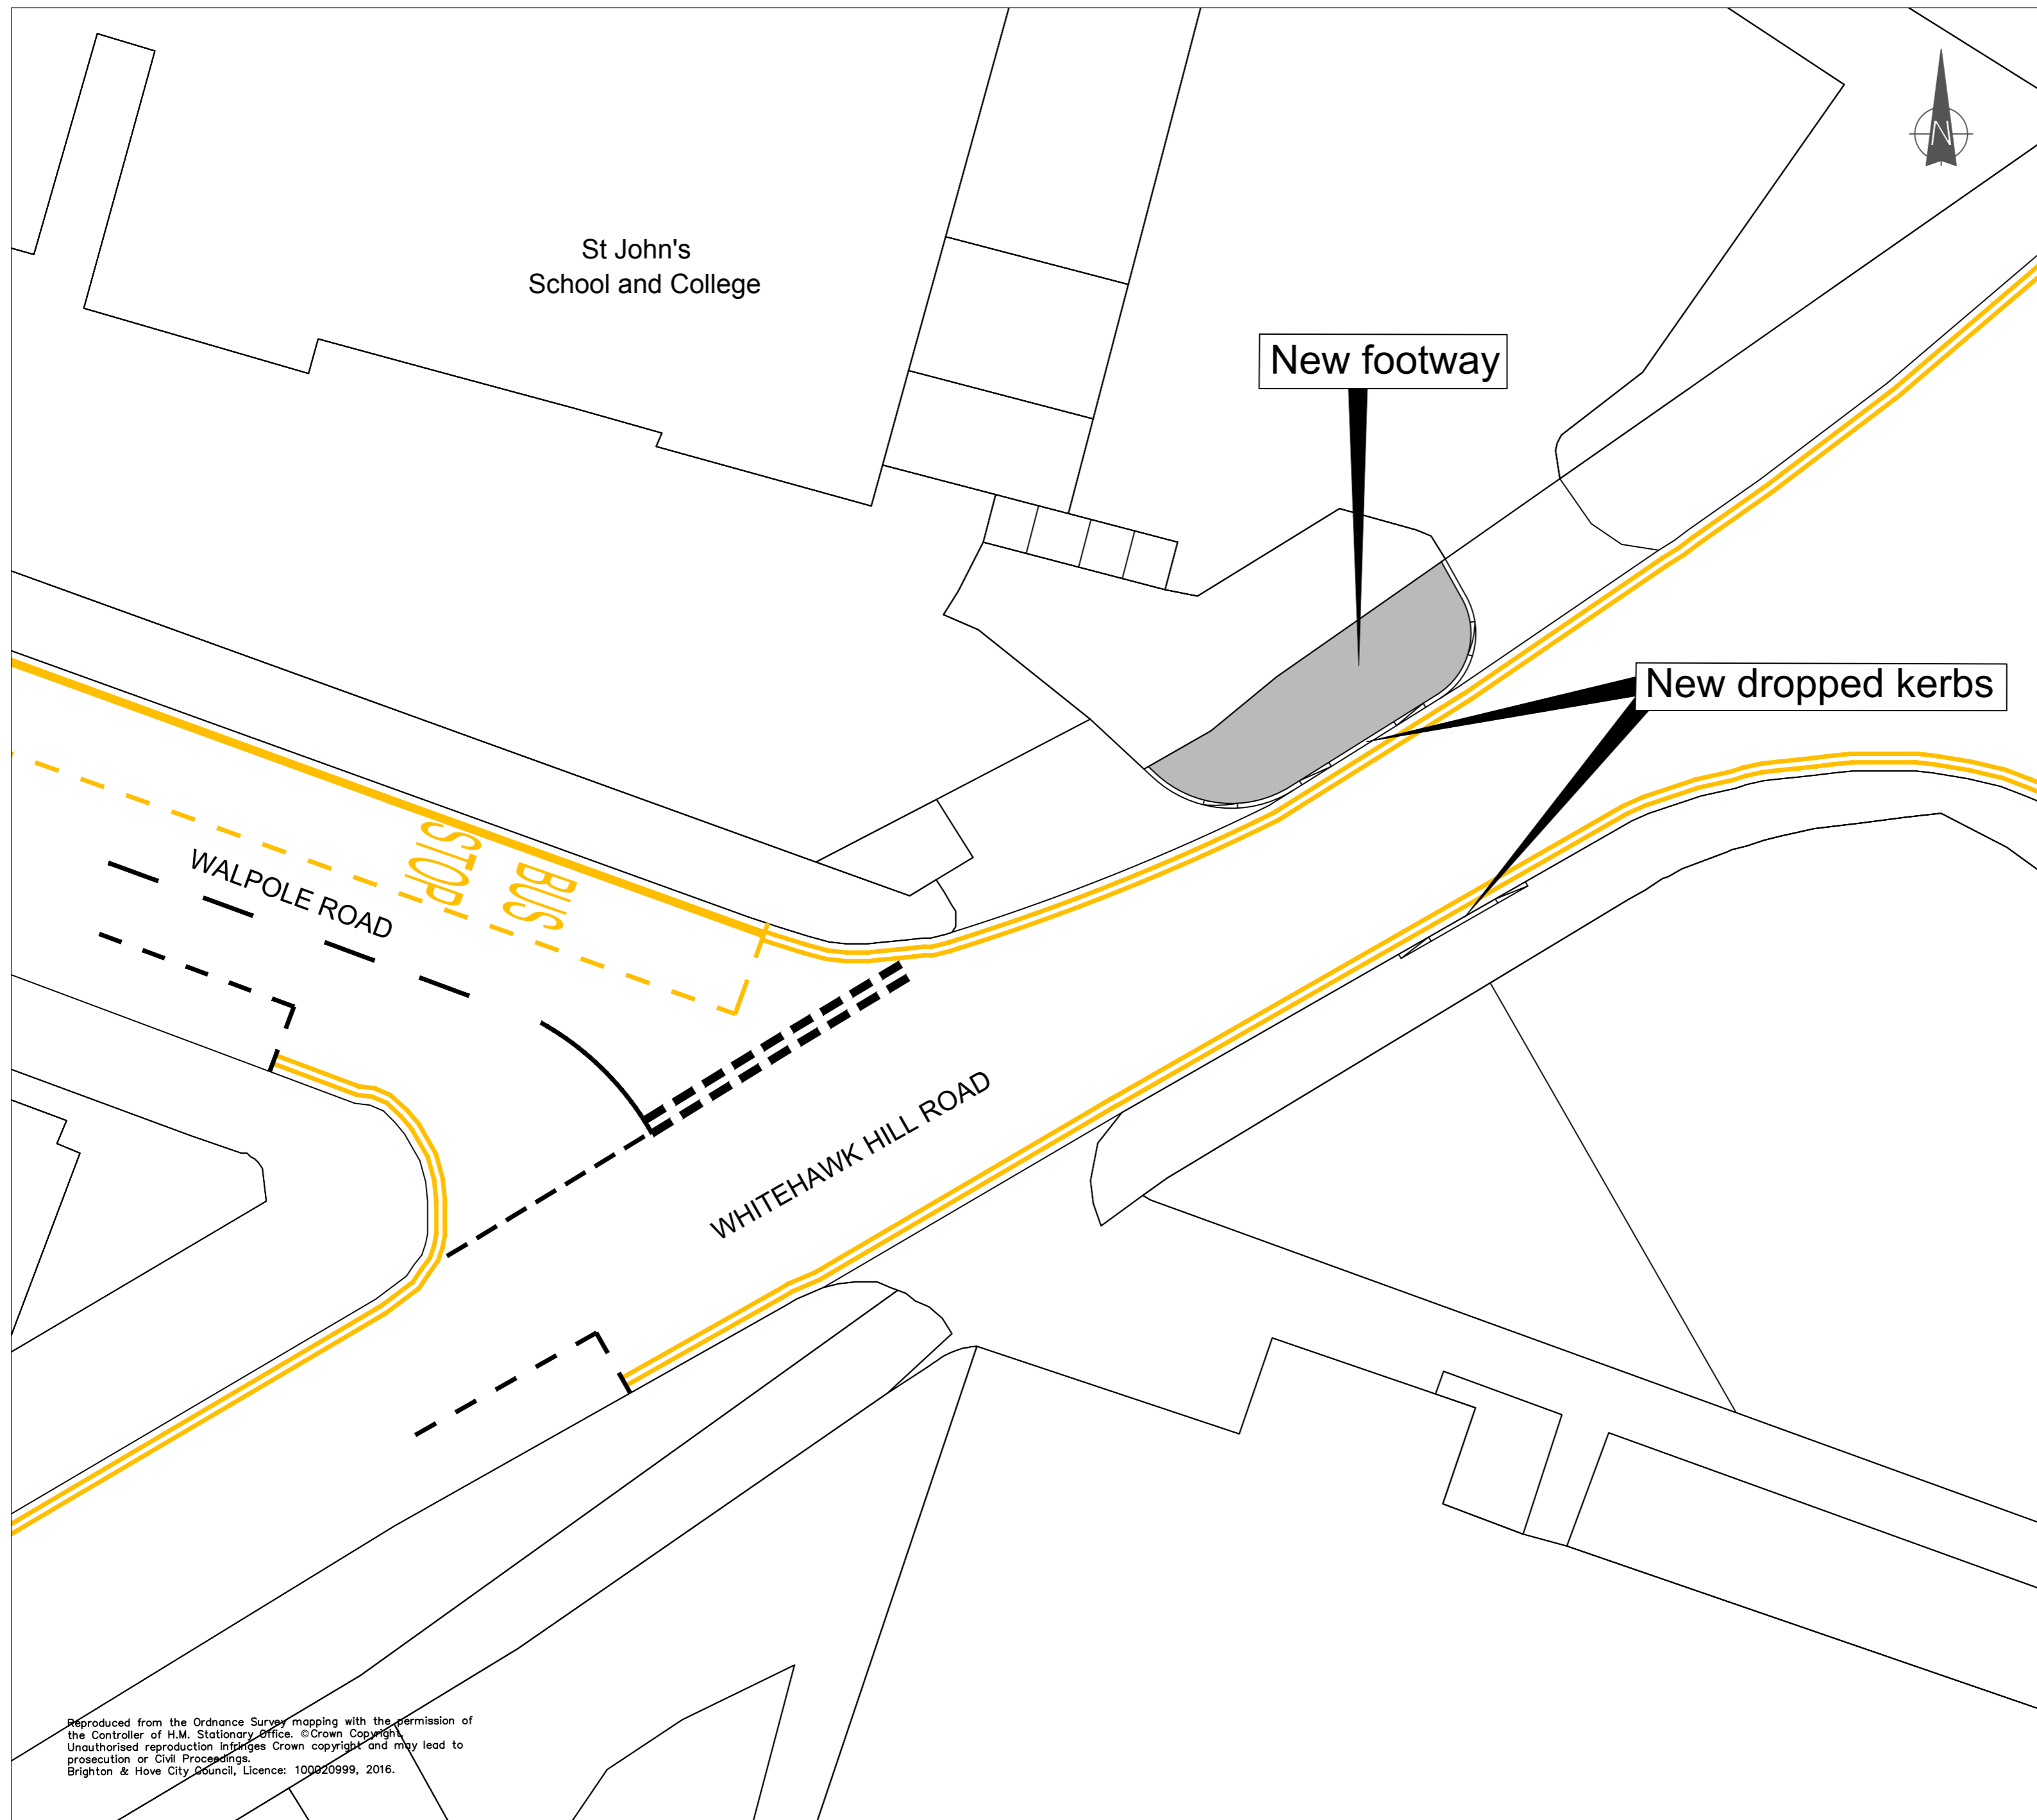 N
St John's
School and College
New footway
New dropped kerbs
BUS
STOP
WALPOLE ROAD
WHITEHAWK HILL ROAD
Reproduced from the Ordnance Survey mapping with the permission of
the Controller of H.M. Stationary Office. ©Crown Copyright.
Unauthorised reproduction infringes Crown copyright and may lead to
prosecution or Civil Proceedings.
Brighton & Hove City Council, Licence: 100020999, 2016.